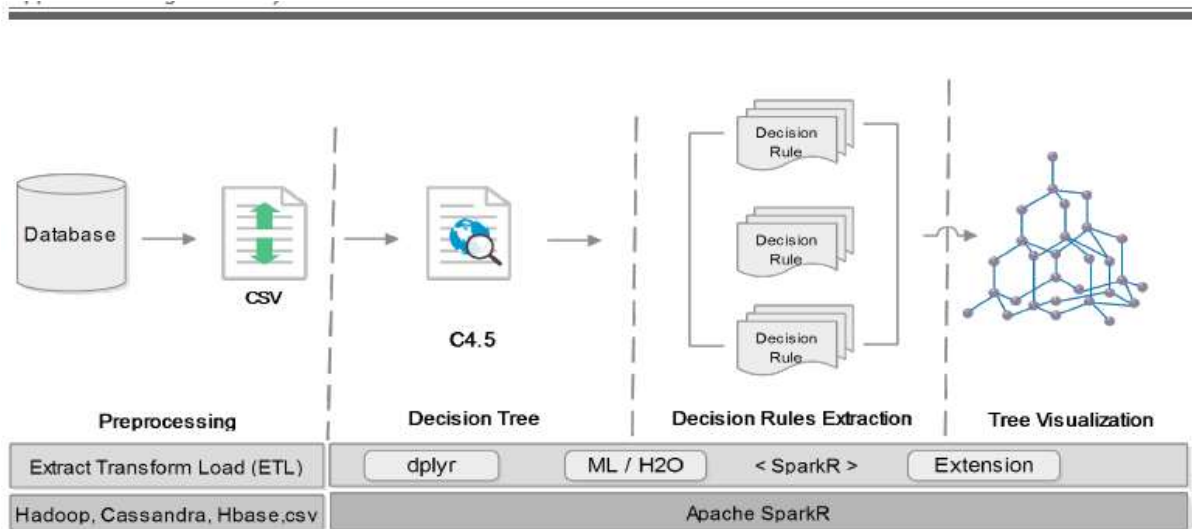 Database
CSV
C4.5
Decision
Rule
Decision
Rule
Decision
Rule
Preprocessing
Decision Tree
Decision Rules Extraction
Tree Visualization
Extract Transform Load (ETL)
dplyr
ML / H2O
< SparkR >
Extension
Hadoop, Cassandra, Hbase,csv
Apache SparkR